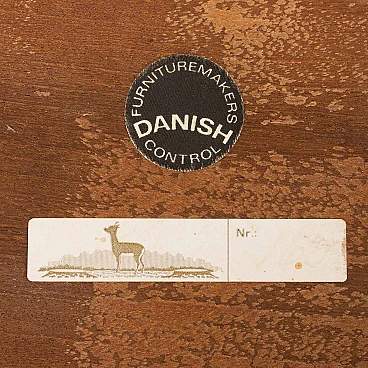 FURNITUREMAKERS
DANISH
CONTROL
Nr.: